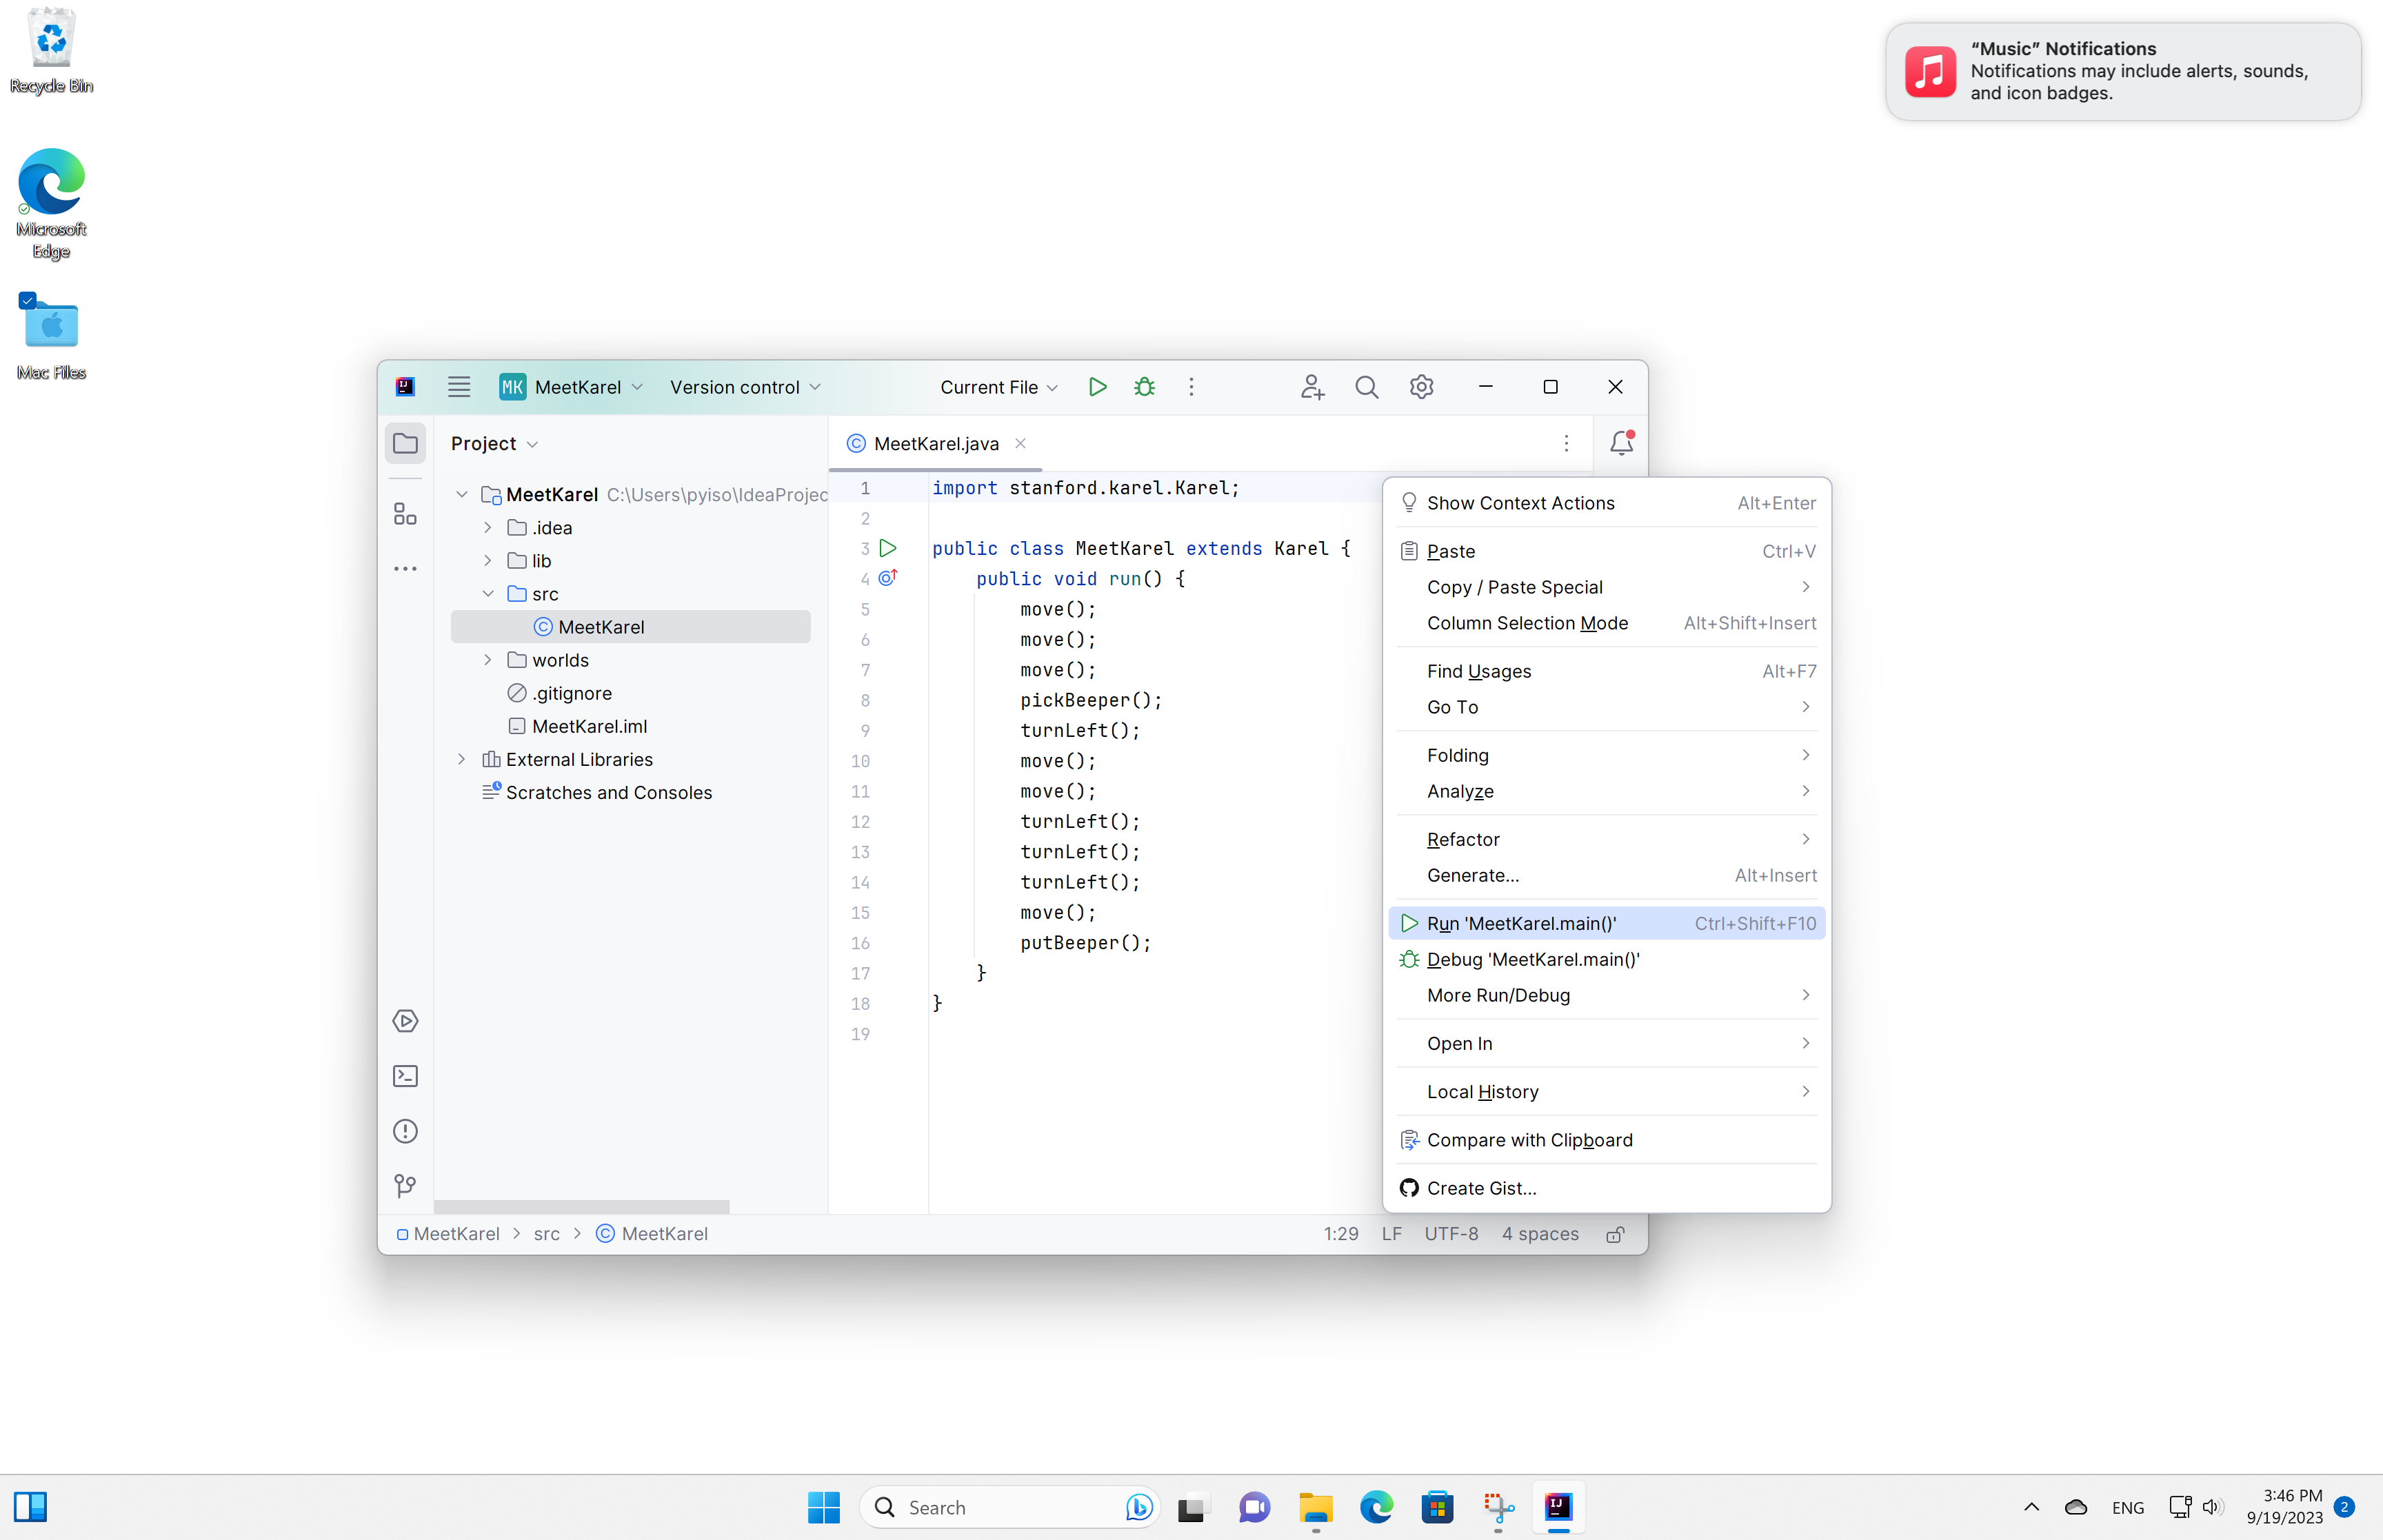 Recycle Bin
Microsoft
Edge
Mac Files
“Music” Notifications
Notifications may include alerts, sounds,
and icon badges.
IJ
MK MeetKarel
Version control
Current File
Project
MeetKarel C:\Users\pyiso\IdeaProjec
.idea
lib
src
MeetKarel
worlds
.gitignore
MeetKarel.iml
External Libraries
Scratches and Consoles
MeetKarel.java
1 import stanford.karel.Karel;
2
3 public class MeetKarel extends Karel {
4 public void run() {
5 move();
6 move();
7 move();
8 pickBeeper();
9 turnLeft();
10 move();
11 move();
12 turnLeft();
13 turnLeft();
14 turnLeft();
15 move();
16 putBeeper();
17 }
18 }
19
Show Context Actions Alt+Enter
Paste Ctrl+V
Copy / Paste Special
Column Selection Mode Alt+Shift+Insert
Find Usages Alt+F7
Go To
Folding
Analyze
Refactor
Generate... Alt+Insert
Run 'MeetKarel.main()' Ctrl+Shift+F10
Debug 'MeetKarel.main()'
More Run/Debug
Open In
Local History
Compare with Clipboard
Create Gist...
MeetKarel > src > MeetKarel
1:29 LF UTF-8 4 spaces
Search
IJ
ENG
3:46 PM
9/19/2023
2